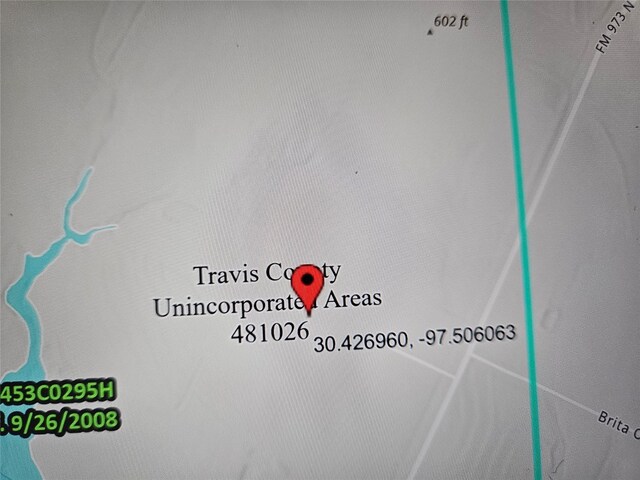 602 ft
FM 973 N
Travis County
Unincorporated Areas
481026
30.426960, -97.506063
453C0295H
. 9/26/2008
Brita